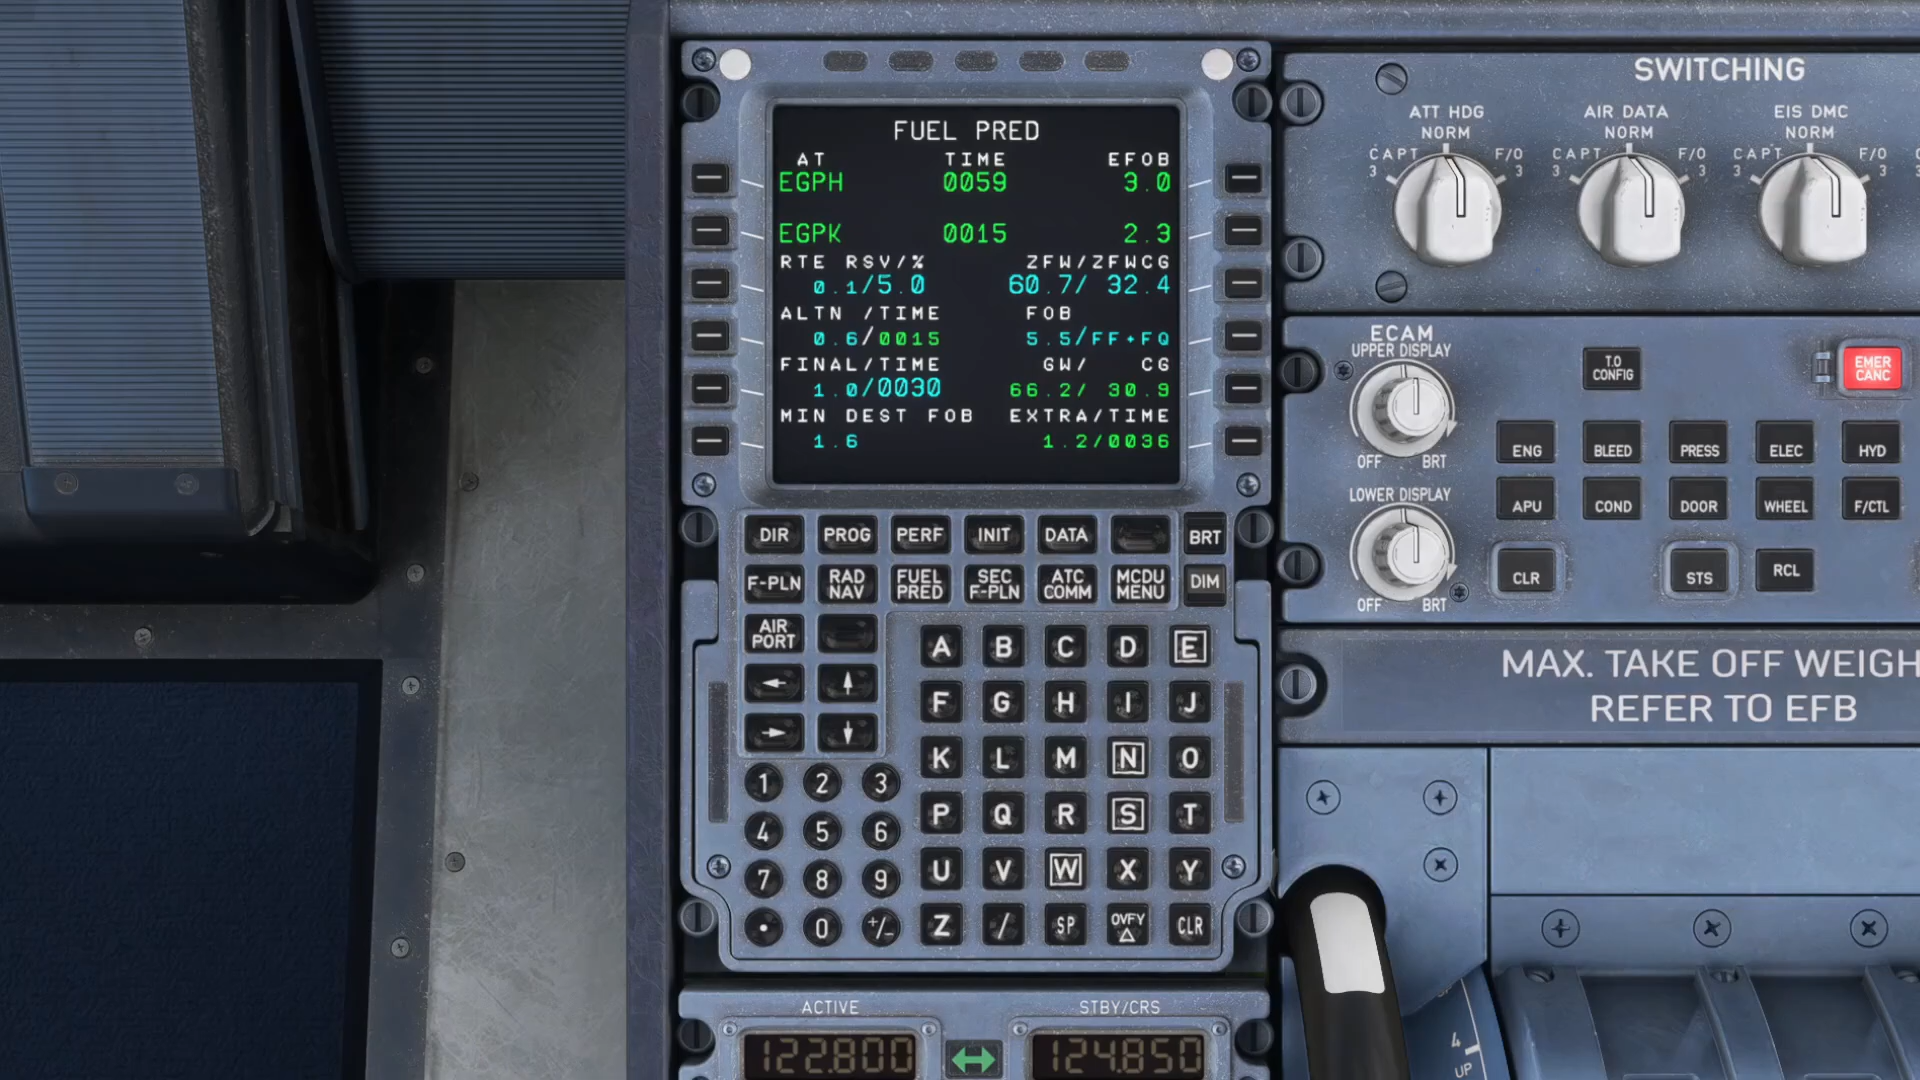 FUEL PRED
AT TIME EFOB
EGPH 0059 3.0
EGPK 0015 2.3
RTE RSV/% ZFW/ZFWCG
0.1/5.0 60.7/ 32.4
ALTN /TIME FOB
0.6/0015 5.5/FF+FQ
FINAL/TIME GW/ CG
1.0/0030 66.2/ 30.9
MIN DEST FOB EXTRA/TIME
1.6 1.2/0036
DIR PROG PERF INIT DATA BRT
F-PLN RAD NAV FUEL PRED SEC F-PLN ATC COMM MCDU MENU DIM
AIR PORT
A B C D E
F G H I J
K L M N O
P Q R S T
U V W X Y
Z / SP OVFY CLR
1 2 3
4 5 6
7 8 9
. 0 +/-
ACTIVE STBY/CRS
122.800 124.850
SWITCHING
ATT HDG AIR DATA EIS DMC
NORM NORM NORM
CAPT 3 F/O 3 CAPT 3 F/O 3 CAPT 3 F/O 3
ECAM
UPPER DISPLAY
OFF BRT
LOWER DISPLAY
OFF BRT
T.O CONFIG
EMER CANC
ENG BLEED PRESS ELEC HYD
APU COND DOOR WHEEL F/CTL
CLR STS RCL
MAX. TAKE OFF WEIGH
REFER TO EFB
4
UP